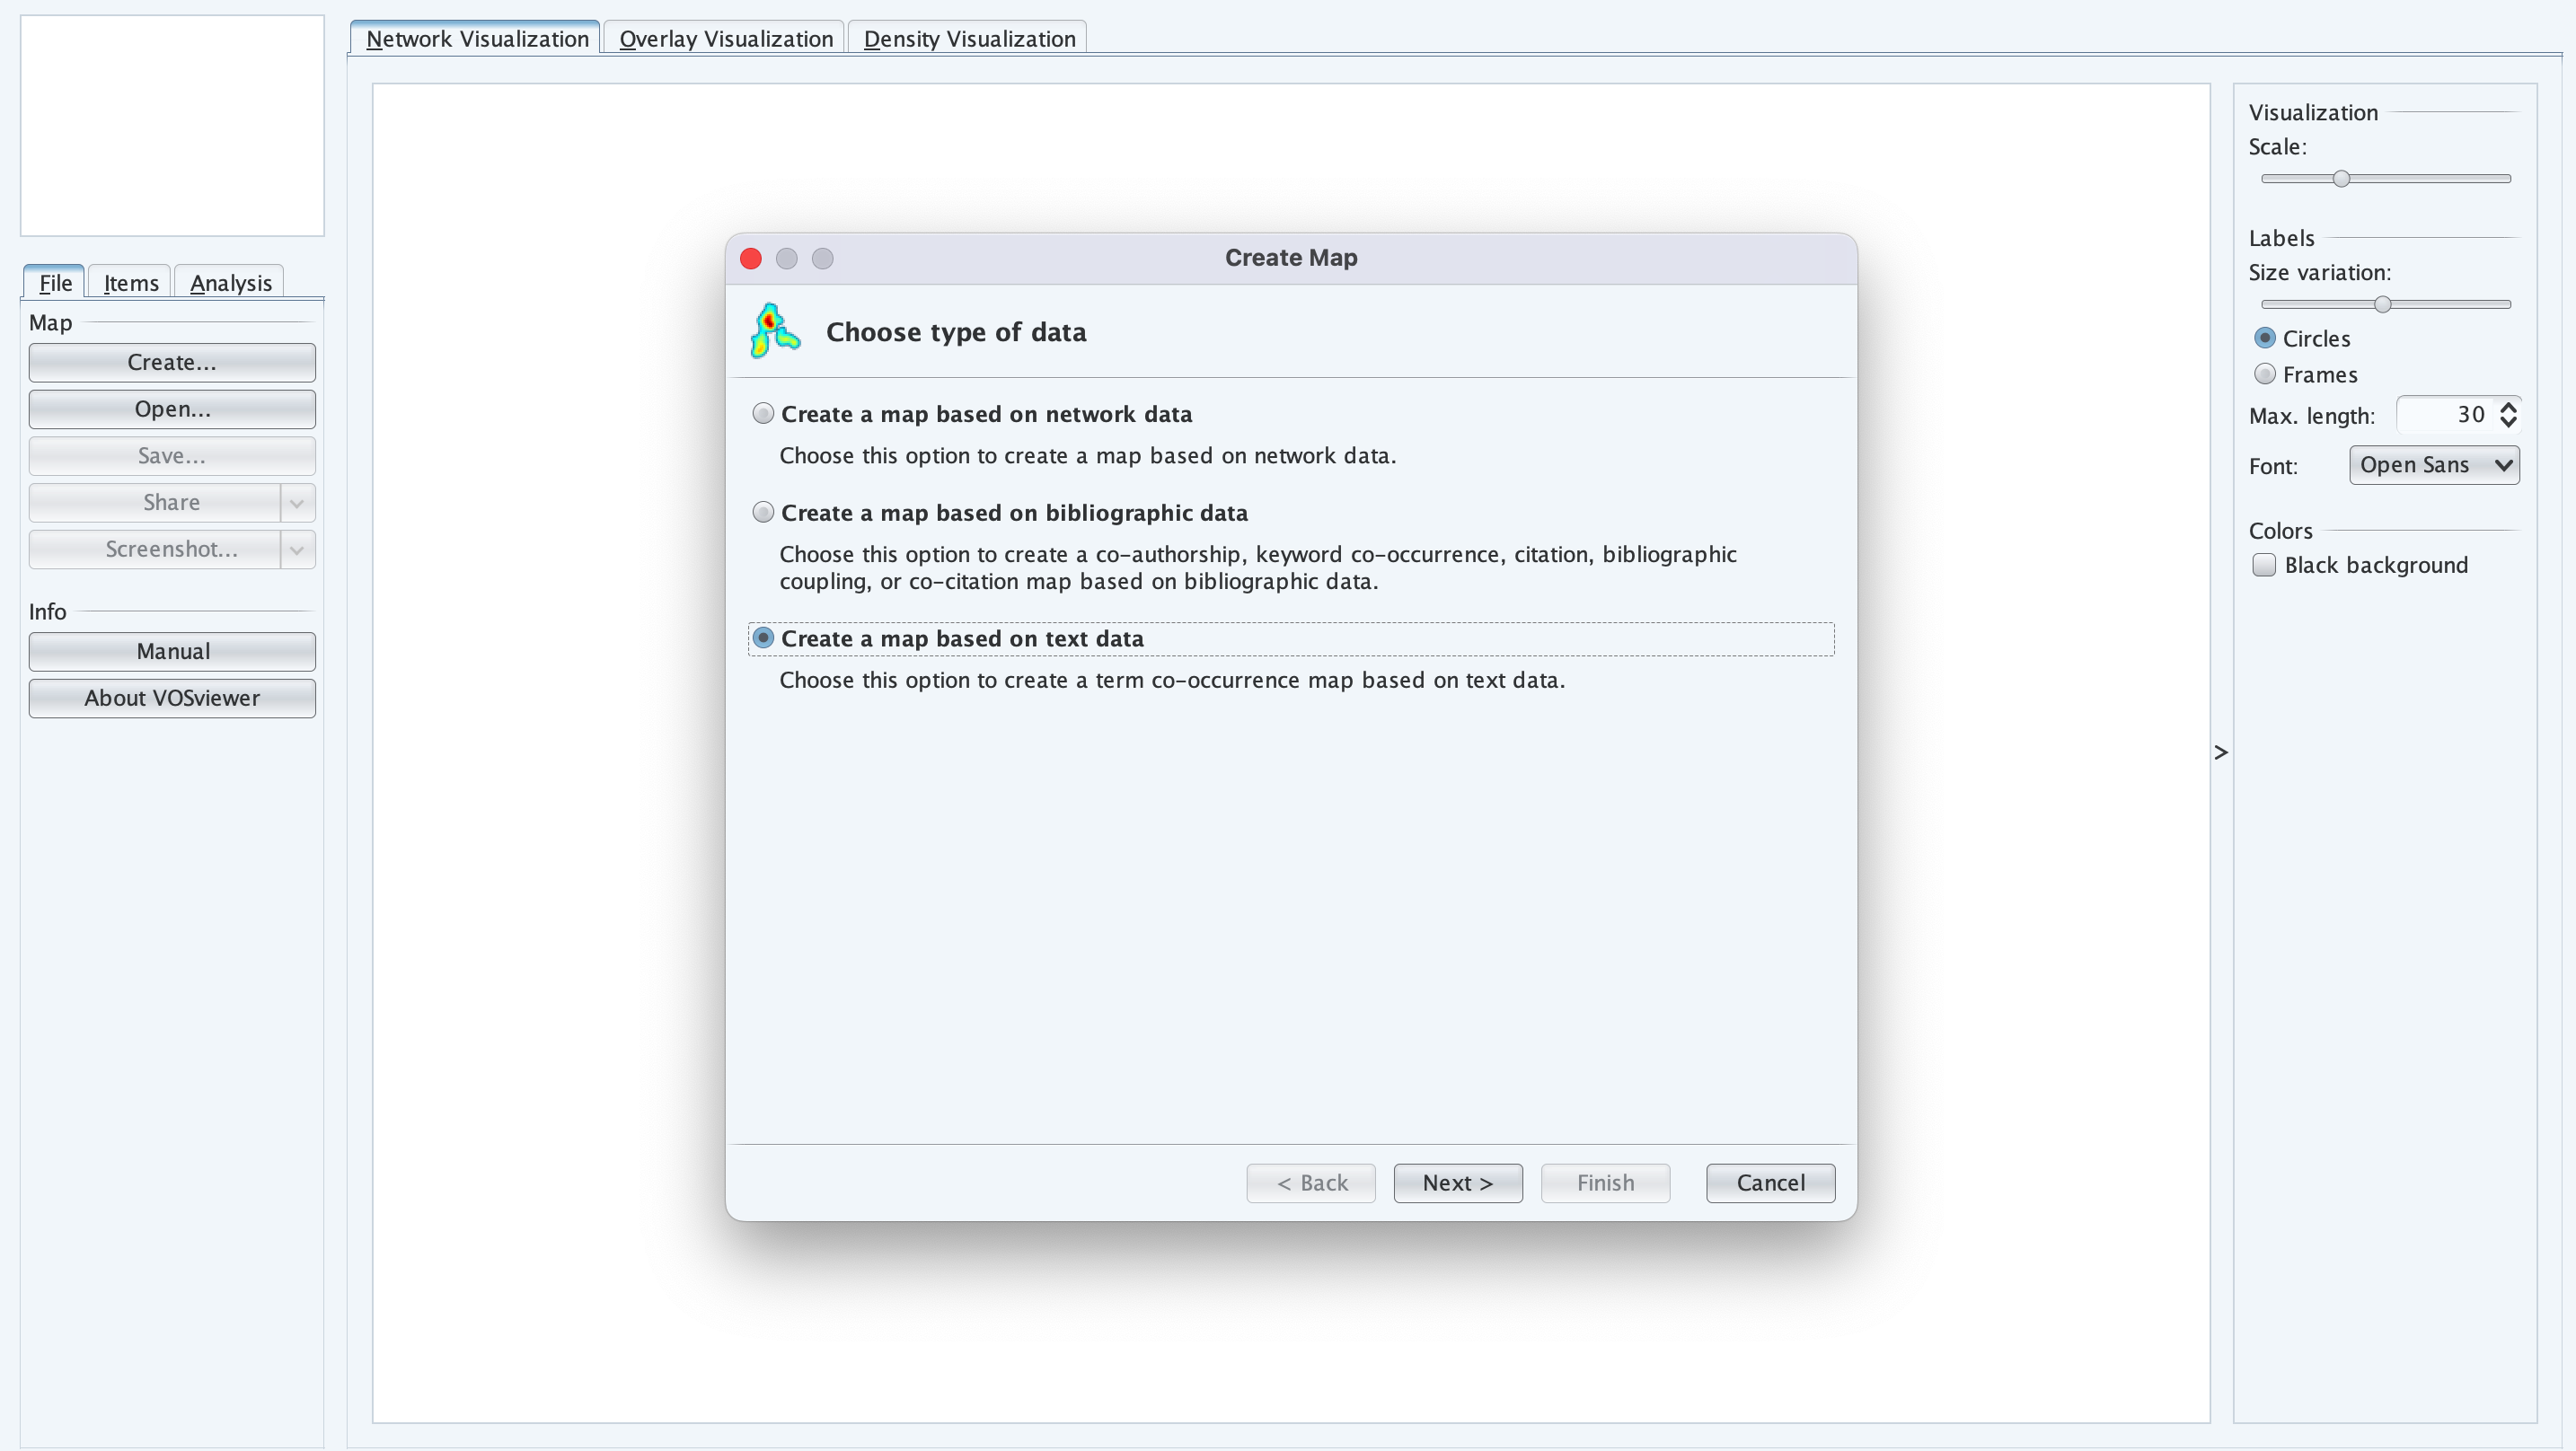 Network Visualization
Overlay Visualization
Density Visualization
File
Items
Analysis
Map
Create...
Open...
Save...
Share
Screenshot...
Info
Manual
About VOSviewer
Create Map
Choose type of data
Create a map based on network data
Choose this option to create a map based on network data.
Create a map based on bibliographic data
Choose this option to create a co-authorship, keyword co-occurrence, citation, bibliographic
coupling, or co-citation map based on bibliographic data.
Create a map based on text data
Choose this option to create a term co-occurrence map based on text data.
< Back
Next >
Finish
Cancel
>
Visualization
Scale:
Labels
Size variation:
Circles
Frames
Max. length: 30
Font: Open Sans
Colors
Black background